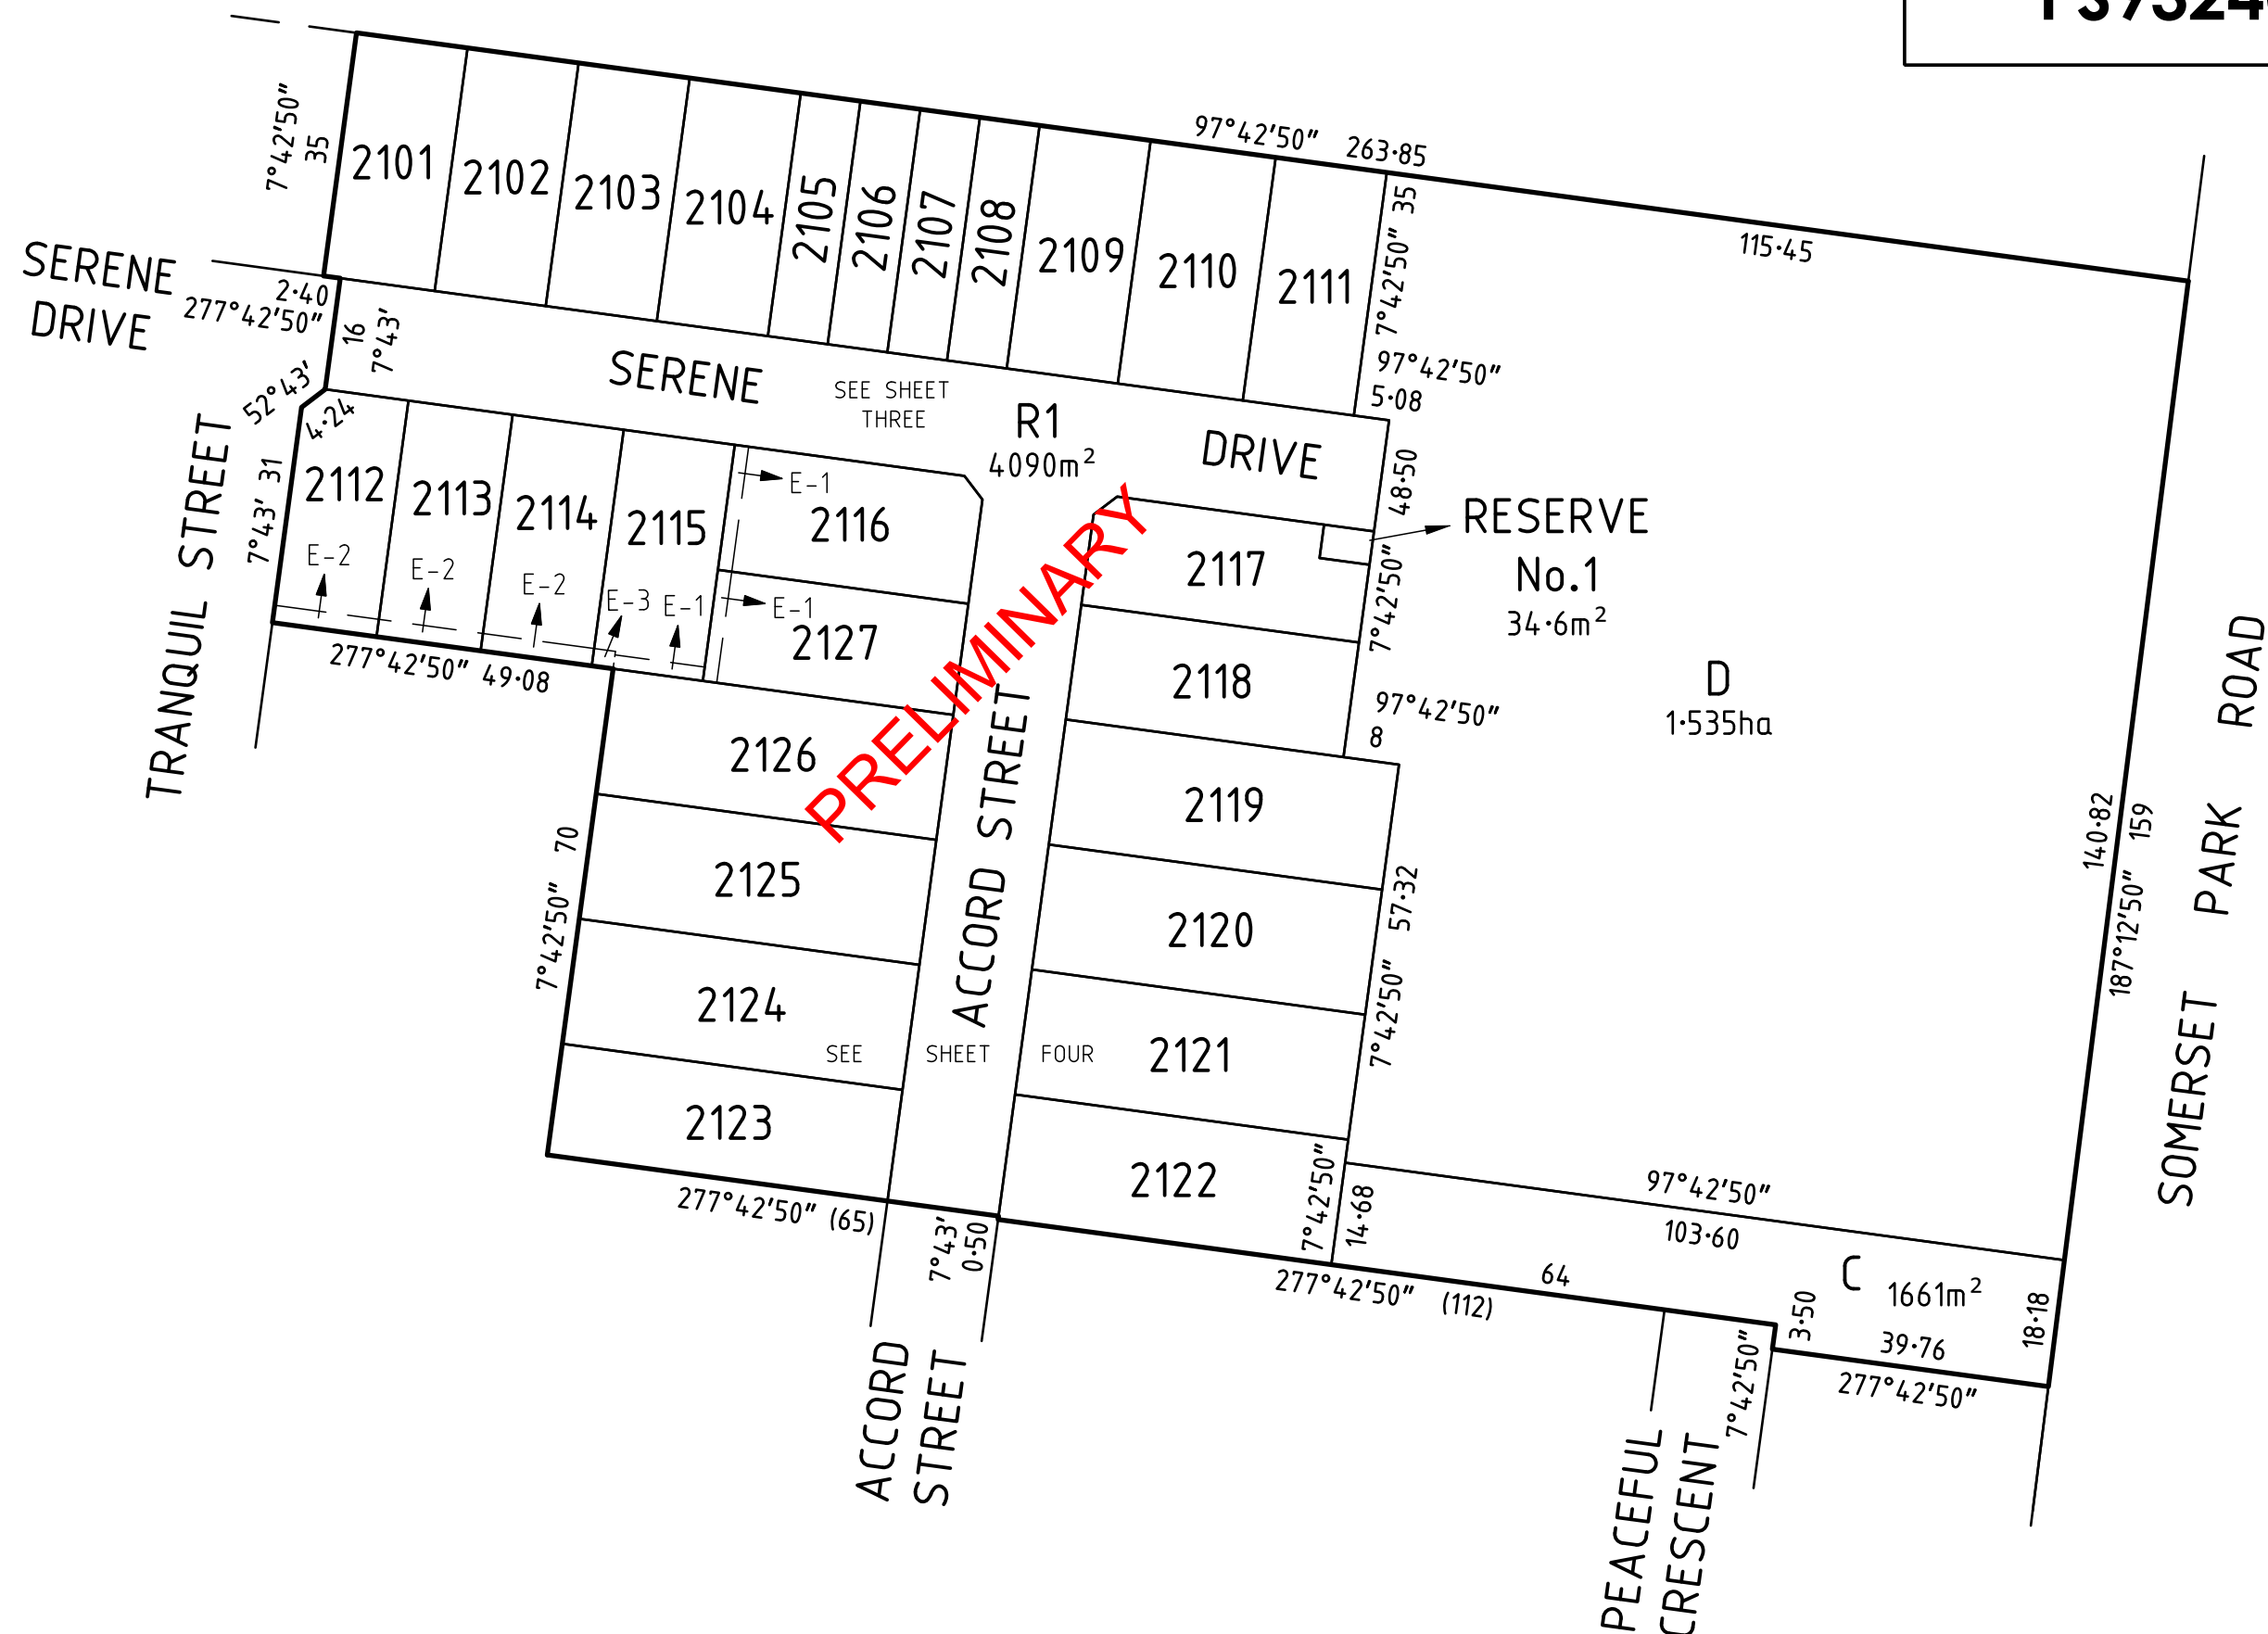 97°42'50" 263·85
115·45
7°42'50"
35
2101
2102
2103
2104
2105
2106
2107
2108
2109
2110
2111
7°42'50" 35
97°42'50"
5·08
SERENE
DRIVE
2·40
277°42'50"
16
7°43'
52°43'
4·24
SERENE
DRIVE
SEE SHEET
THREE
R1
4090m²
48·50
7°42'50"
RESERVE
No.1
34·6m²
TRANQUIL STREET
7°43' 31
2112
2113
2114
2115
2116
2117
E-1
E-2
E-2
E-2
E-3
E-1
E-1
2127
277°42'50" 49·08
PRELIMINARY
2118
97°42'50"
8
D
1·535ha
2126
2119
2125
2120
2124
2121
2123
2122
7°42'50" 70
ACCORD STREET
57·32
7°42'50"
SEE SHEET FOUR
140·82
187°12'50" 159
SOMERSET PARK ROAD
277°42'50" (65)
7°43'
0·50
7°42'50"
14·68
97°42'50"
103·60
C
1661m²
64
277°42'50" (112)
3·50
18·18
39·76
277°42'50"
7°42'50"
ACCORD
STREET
PEACEFUL
CRESCENT